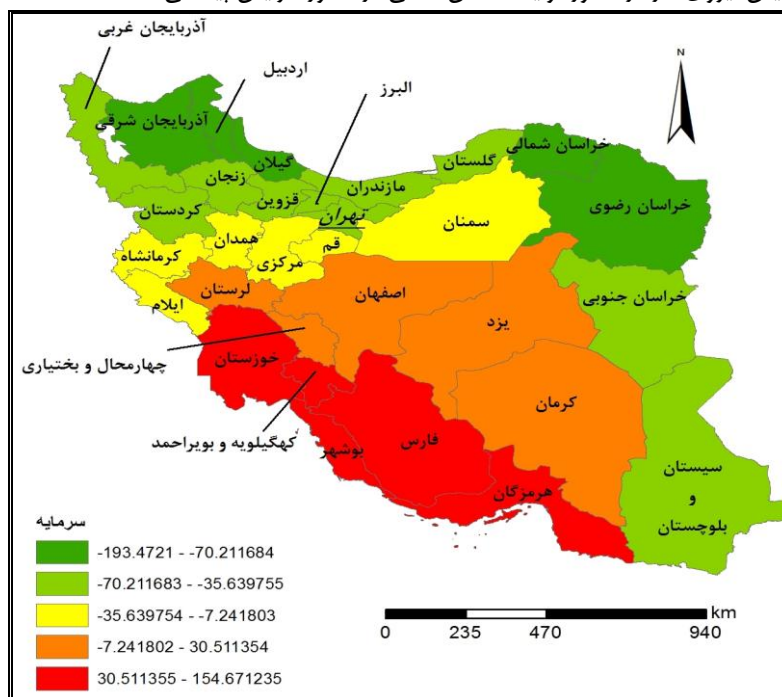 آذربایجان غربی
اردبیل
البرز
N
آذربایجان شرقی
گیلان
زنجان
قزوین
مازندران
گلستان
خراسان شمالی
خراسان رضوی
کردستان
تهران
سمنان
همدان
قم
کرمانشاه
مرکزی
ایلام
لرستان
اصفهان
خراسان جنوبی
یزد
چهارمحال و بختیاری
خوزستان
کرمان
کهگیلویه و بویراحمد
بوشهر
فارس
هرمزگان
سیستان
و
بلوچستان
سرمایه
-193.4721 - -70.211684
-70.211683 - -35.639755
-35.639754 - -7.241803
-7.241802 - 30.511354
30.511355 - 154.671235
km
0 235 470 940